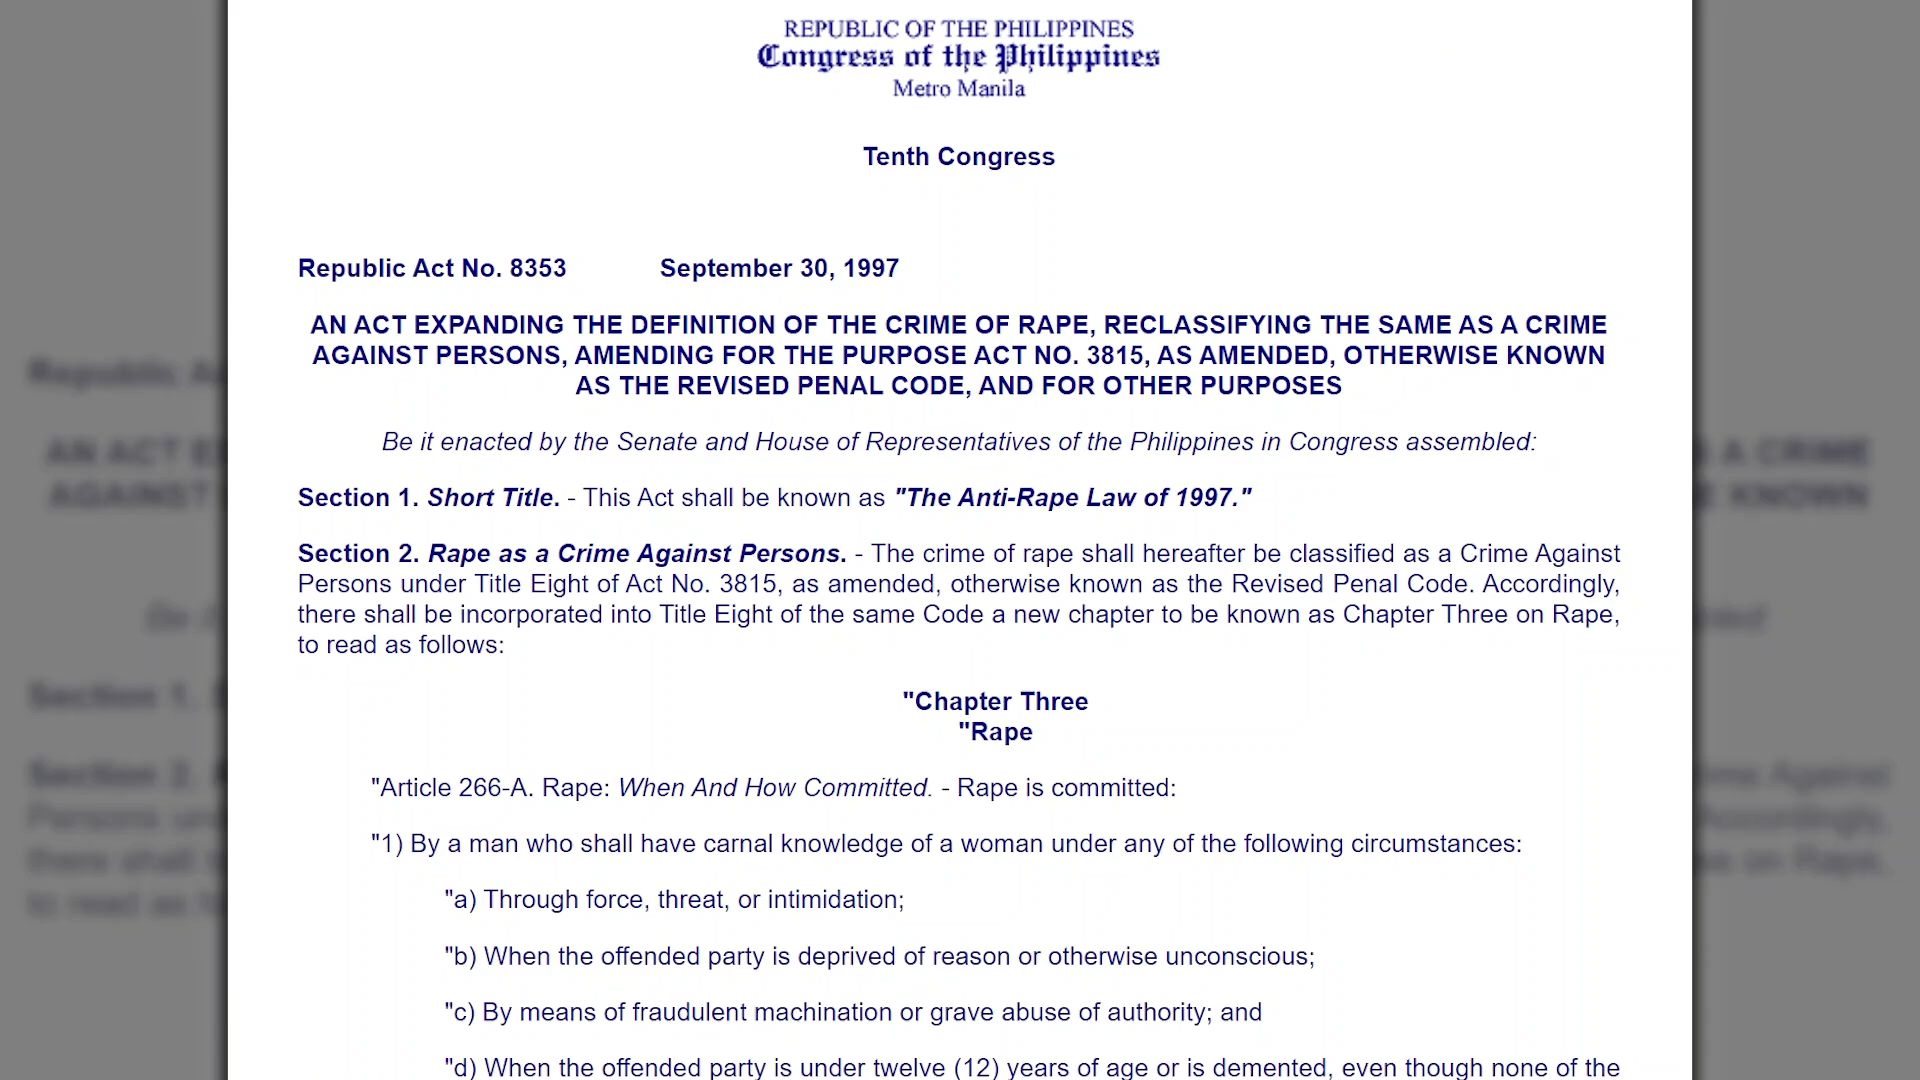 REPUBLIC OF THE PHILIPPINES
Congress of the Philippines
Metro Manila
Tenth Congress
Republic Act No. 8353 September 30, 1997
AN ACT EXPANDING THE DEFINITION OF THE CRIME OF RAPE, RECLASSIFYING THE SAME AS A CRIME
AGAINST PERSONS, AMENDING FOR THE PURPOSE ACT NO. 3815, AS AMENDED, OTHERWISE KNOWN
AS THE REVISED PENAL CODE, AND FOR OTHER PURPOSES
Be it enacted by the Senate and House of Representatives of the Philippines in Congress assembled:
Section 1. Short Title. - This Act shall be known as "The Anti-Rape Law of 1997."
Section 2. Rape as a Crime Against Persons. - The crime of rape shall hereafter be classified as a Crime Against
Persons under Title Eight of Act No. 3815, as amended, otherwise known as the Revised Penal Code. Accordingly,
there shall be incorporated into Title Eight of the same Code a new chapter to be known as Chapter Three on Rape,
to read as follows:
"Chapter Three
"Rape
"Article 266-A. Rape: When And How Committed. - Rape is committed:
"1) By a man who shall have carnal knowledge of a woman under any of the following circumstances:
"a) Through force, threat, or intimidation;
"b) When the offended party is deprived of reason or otherwise unconscious;
"c) By means of fraudulent machination or grave abuse of authority; and
"d) When the offended party is under twelve (12) years of age or is demented, even though none of the